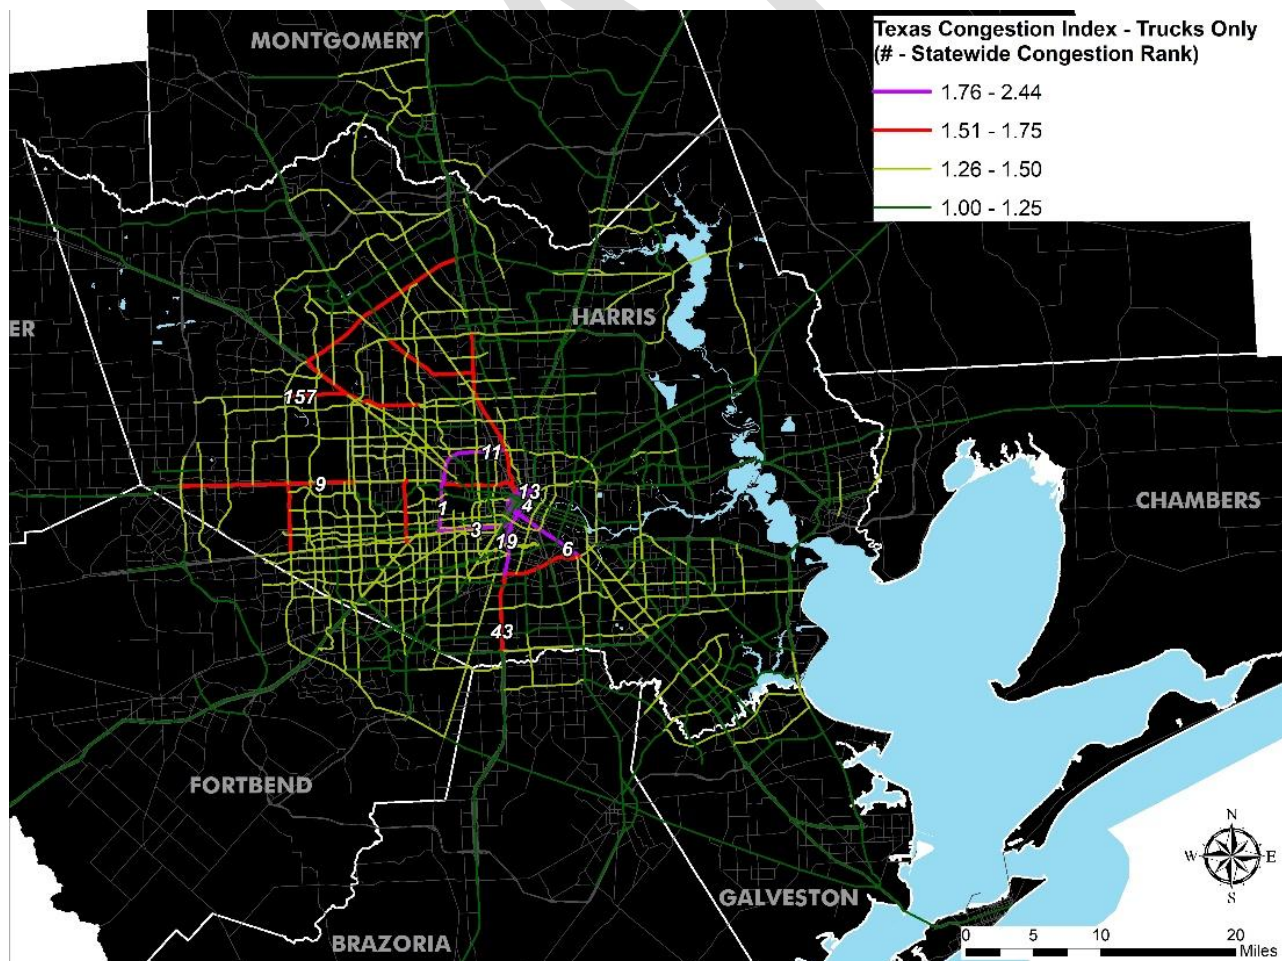 Texas Congestion Index - Trucks Only
(# - Statewide Congestion Rank)
1.76 - 2.44
1.51 - 1.75
1.26 - 1.50
1.00 - 1.25
MONTGOMERY
HARRIS
ER
157
11
9
13
1
4
CHAMBERS
3
19
6
43
FORTBEND
GALVESTON
BRAZORIA
N
W
E
S
0 5 10 20
Miles